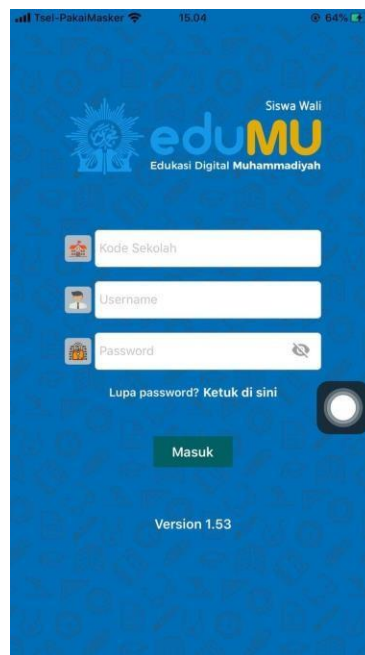 Tsel-PakaiMasker 15.04 64%
Siswa Wali
eduMU
Edukasi Digital Muhammadiyah
Kode Sekolah
Username
Password
Lupa password? Ketuk di sini
Masuk
Version 1.53